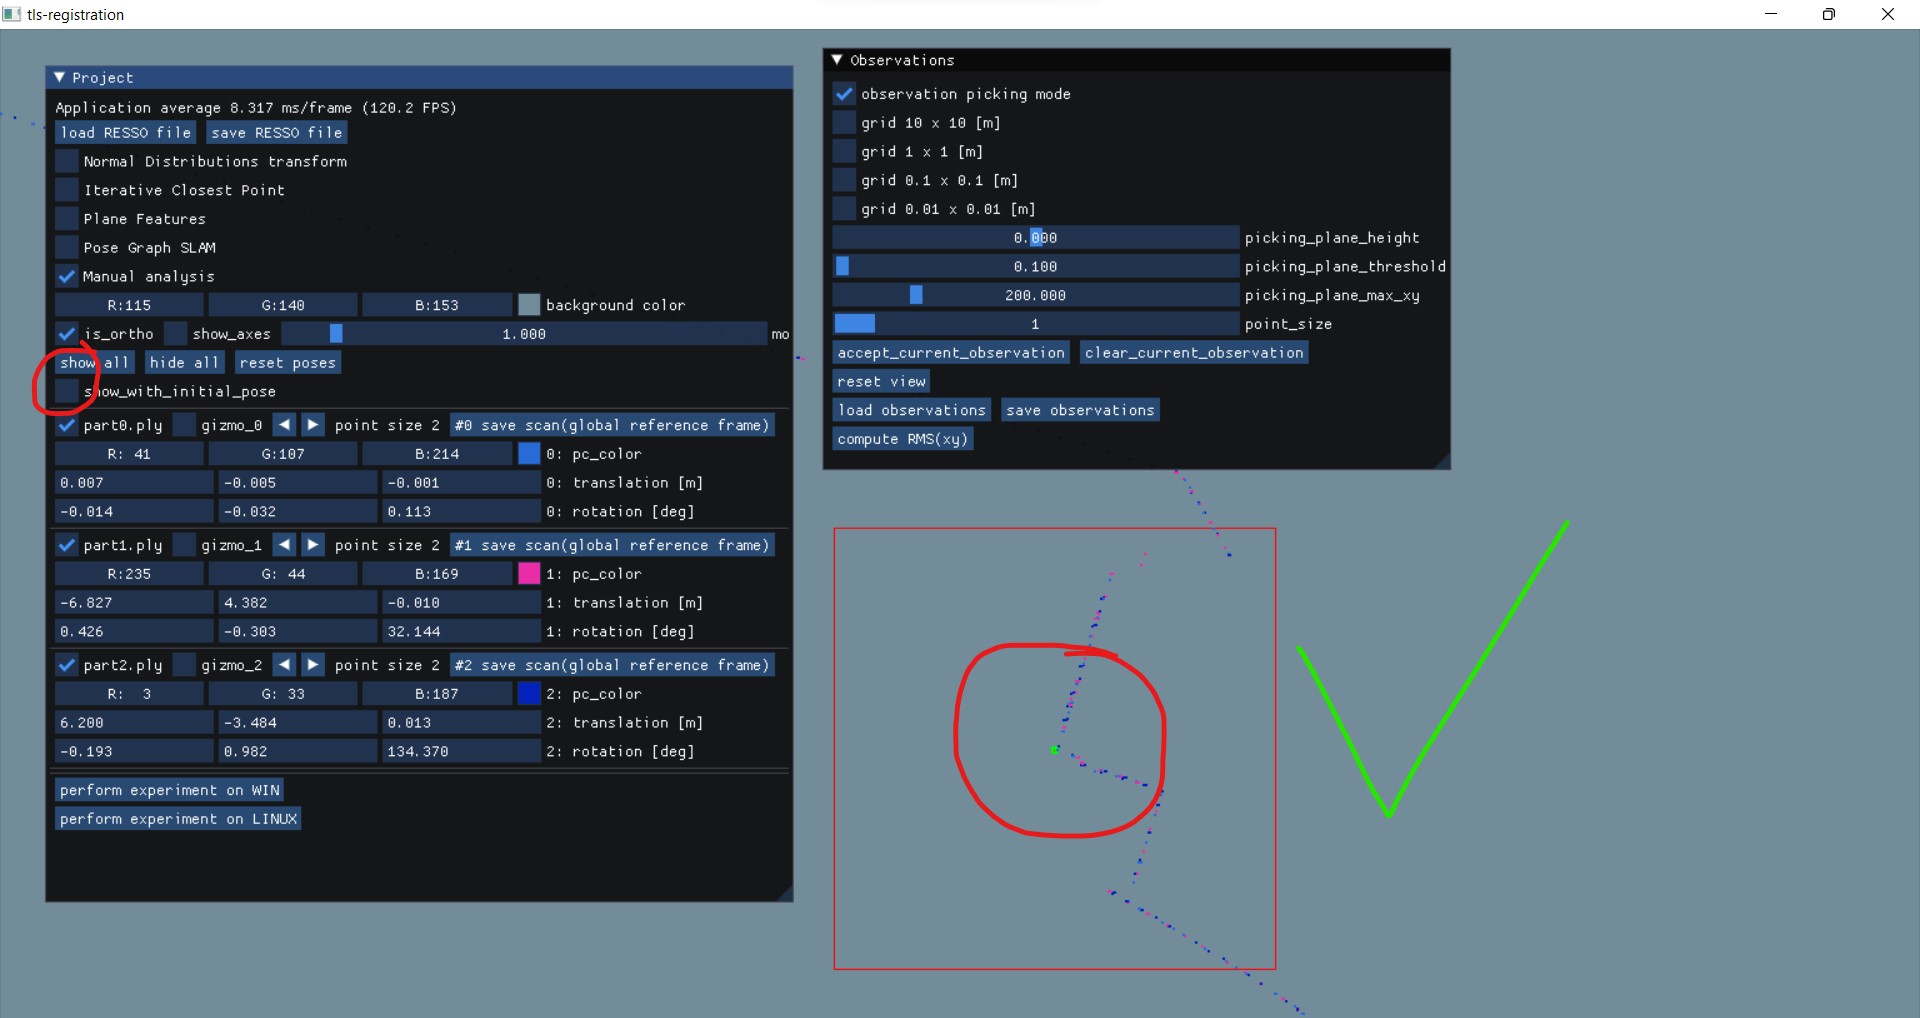 tls-registration
Project
Application average 8.317 ms/frame (120.2 FPS)
load RESSO file save RESSO file
Normal Distributions transform
Iterative Closest Point
Plane Features
Pose Graph SLAM
Manual analysis
R:115 G:140 B:153 background color
is_ortho show_axes 1.000 mo
show all hide all reset poses
show_with_initial_pose
part0.ply gizmo_0 point size 2 #0 save scan(global reference frame)
R: 41 G:107 B:214 0: pc_color
0.007 -0.005 -0.001 0: translation [m]
-0.014 -0.032 0.113 0: rotation [deg]
part1.ply gizmo_1 point size 2 #1 save scan(global reference frame)
R:235 G: 44 B:169 1: pc_color
-6.827 4.382 -0.010 1: translation [m]
0.426 -0.303 32.144 1: rotation [deg]
part2.ply gizmo_2 point size 2 #2 save scan(global reference frame)
R: 3 G: 33 B:187 2: pc_color
6.200 -3.484 0.013 2: translation [m]
-0.193 0.982 134.370 2: rotation [deg]
perform experiment on WIN
perform experiment on LINUX
Observations
observation picking mode
grid 10 x 10 [m]
grid 1 x 1 [m]
grid 0.1 x 0.1 [m]
grid 0.01 x 0.01 [m]
0.000 picking_plane_height
0.100 picking_plane_threshold
200.000 picking_plane_max_xy
1 point_size
accept_current_observation clear_current_observation
reset view
load observations save observations
compute RMS(xy)